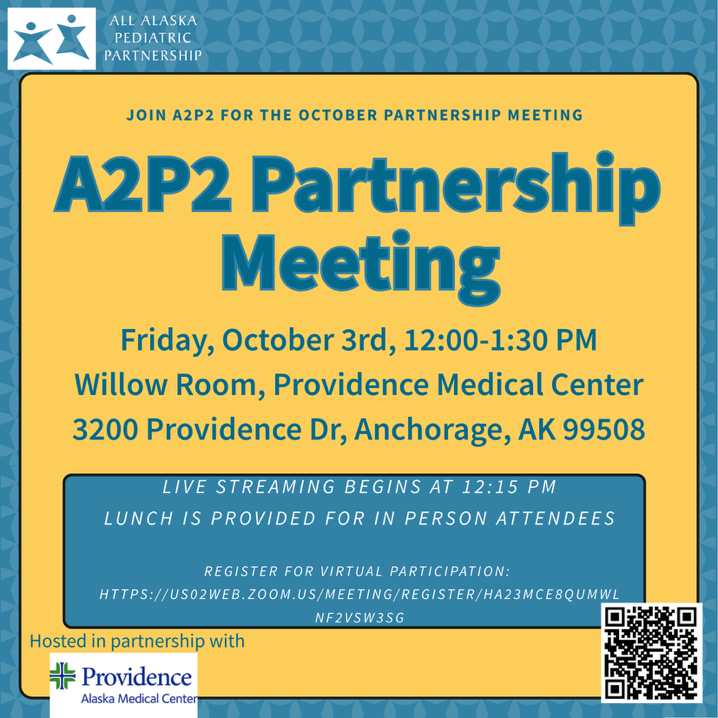 ALL ALASKA
PEDIATRIC
PARTNERSHIP
JOIN A2P2 FOR THE OCTOBER PARTNERSHIP MEETING
A2P2 Partnership
Meeting
Friday, October 3rd, 12:00-1:30 PM
Willow Room, Providence Medical Center
3200 Providence Dr, Anchorage, AK 99508
LIVE STREAMING BEGINS AT 12:15 PM
LUNCH IS PROVIDED FOR IN PERSON ATTENDEES
REGISTER FOR VIRTUAL PARTICIPATION:
HTTPS://US02WEB.ZOOM.US/MEETING/REGISTER/HA23MCE8QUMWL
NF2VSW3SG
Hosted in partnership with
Providence
Alaska Medical Center